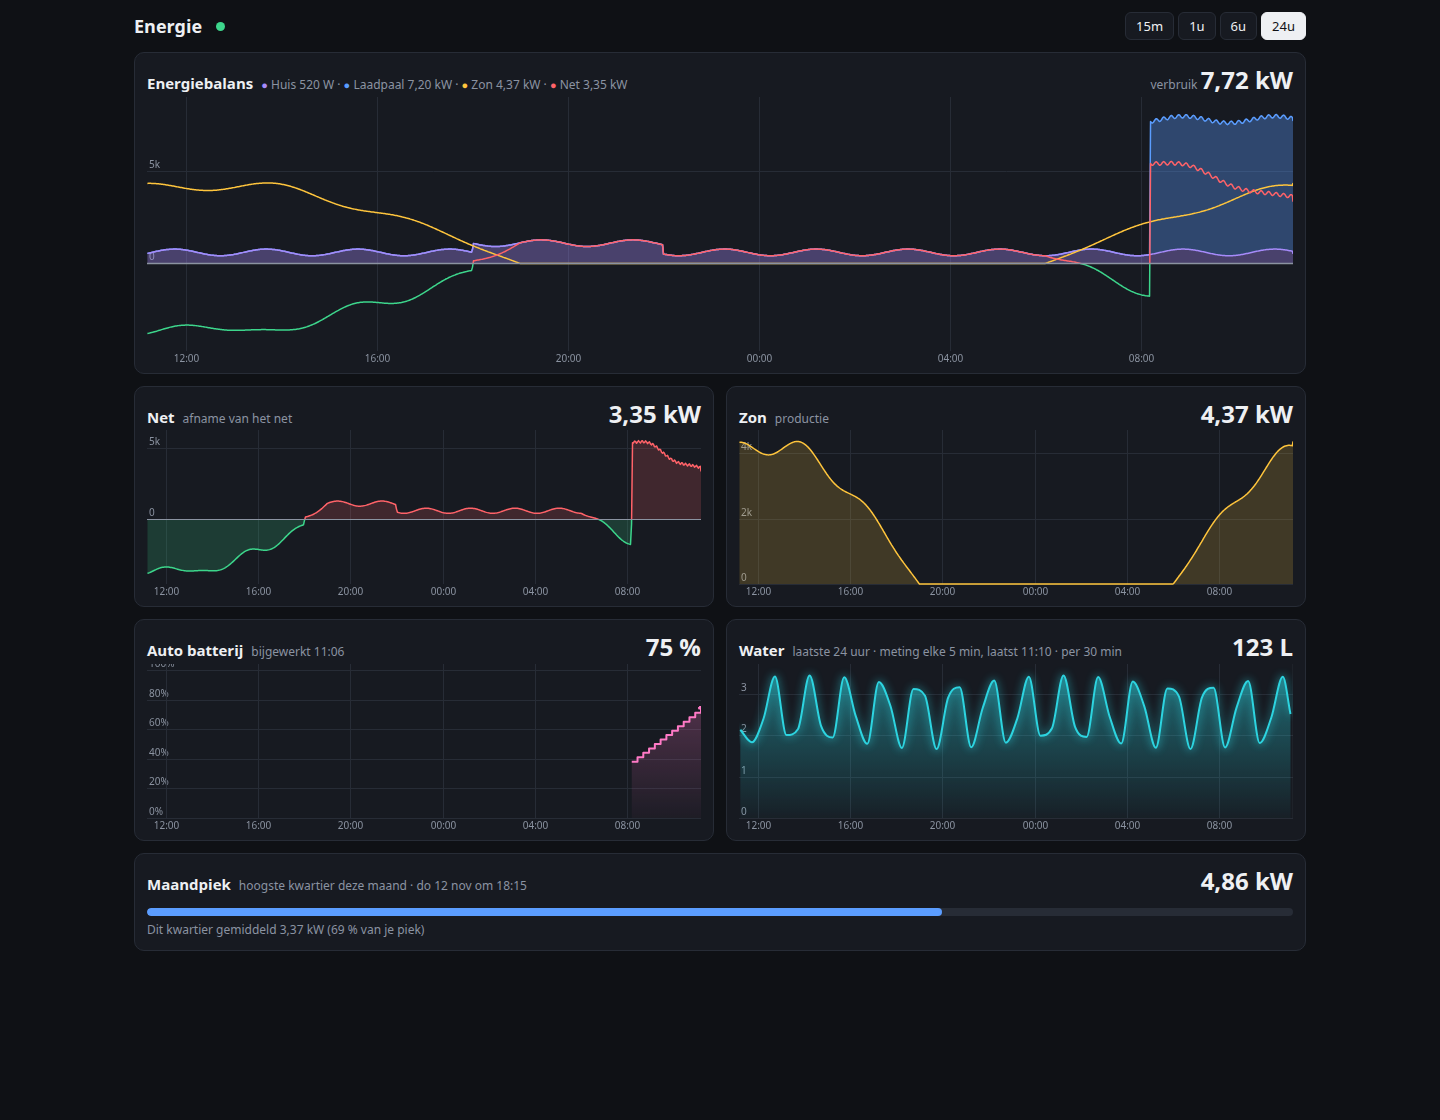 Energie
15m 1u 6u 24u
Energiebalans Huis 520 W · Laadpaal 7,20 kW · Zon 4,37 kW · Net 3,35 kW verbruik 7,72 kW
5k
0
12:00 16:00 20:00 00:00 04:00 08:00
Net afname van het net 3,35 kW
5k
0
12:00 16:00 20:00 00:00 04:00 08:00
Zon productie 4,37 kW
4k
2k
0
12:00 16:00 20:00 00:00 04:00 08:00
Auto batterij bijgewerkt 11:06 75 %
100%
80%
60%
40%
20%
0%
12:00 16:00 20:00 00:00 04:00 08:00
Water laatste 24 uur · meting elke 5 min, laatst 11:10 · per 30 min 123 L
3
2
1
0
12:00 16:00 20:00 00:00 04:00 08:00
Maandpiek hoogste kwartier deze maand · do 12 nov om 18:15 4,86 kW
Dit kwartier gemiddeld 3,37 kW (69 % van je piek)